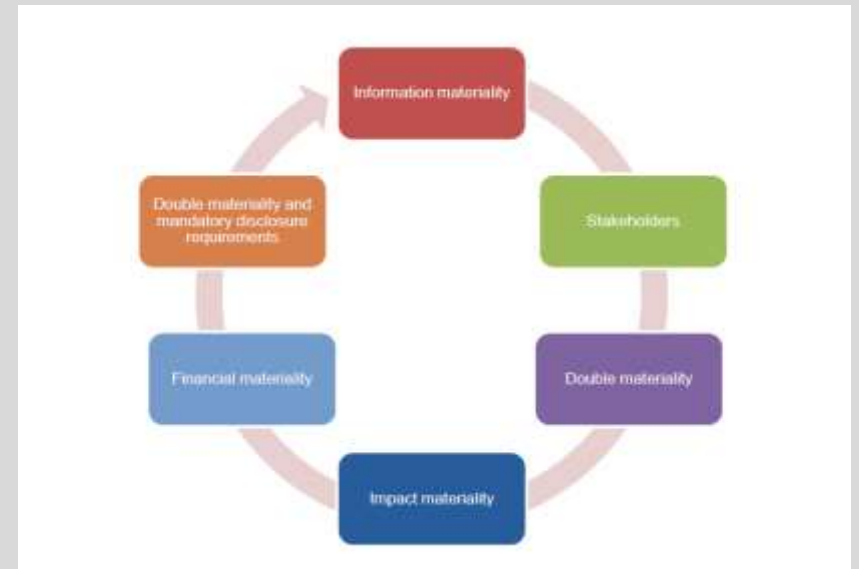 Information materiality
Stakeholders
Double materiality
Impact materiality
Financial materiality
Double materiality and
mandatory disclosure
requirements